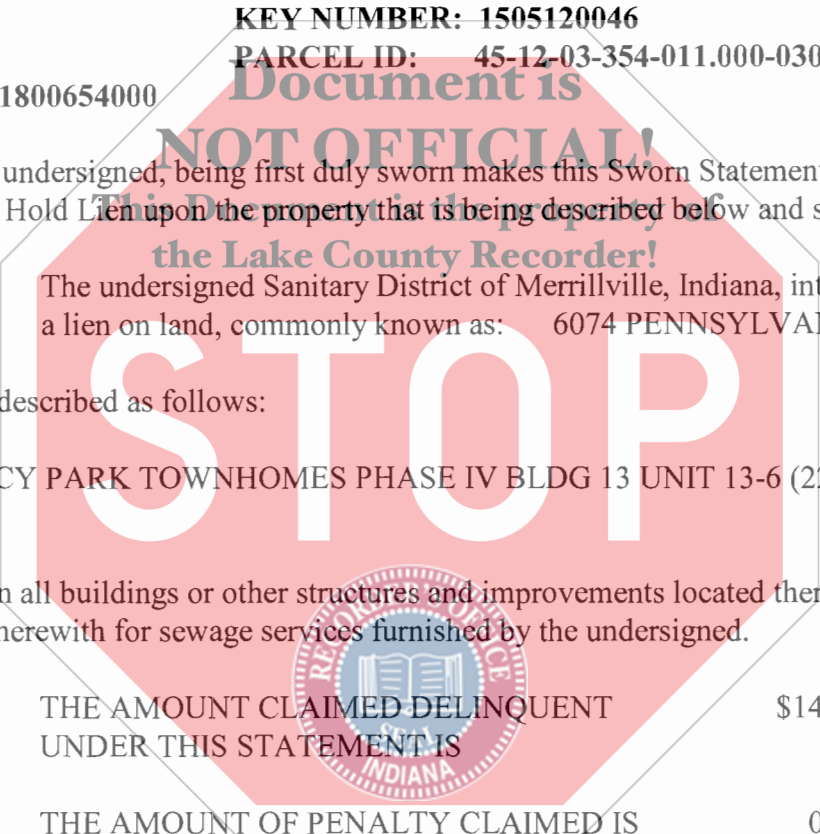 KEY NUMBER: 1505120046
PARCEL ID: 45-12-03-354-011.000-030
1800654000
Document is
NOT OFFICIAL!
undersigned, being first duly sworn makes this Sworn Statement
This Document is the property of
Hold Lien upon the property that is being described below and s
the Lake County Recorder!
The undersigned Sanitary District of Merrillville, Indiana, int
a lien on land, commonly known as: 6074 PENNSYLVA
STOP
described as follows:
CY PARK TOWNHOMES PHASE IV BLDG 13 UNIT 13-6 (22
n all buildings or other structures and improvements located ther
herewith for sewage services furnished by the undersigned.
RECORDER'S OFFICE
SEAL
INDIANA
THE AMOUNT CLAIMED DELINQUENT $14
UNDER THIS STATEMENT IS
THE AMOUNT OF PENALTY CLAIMED IS 0